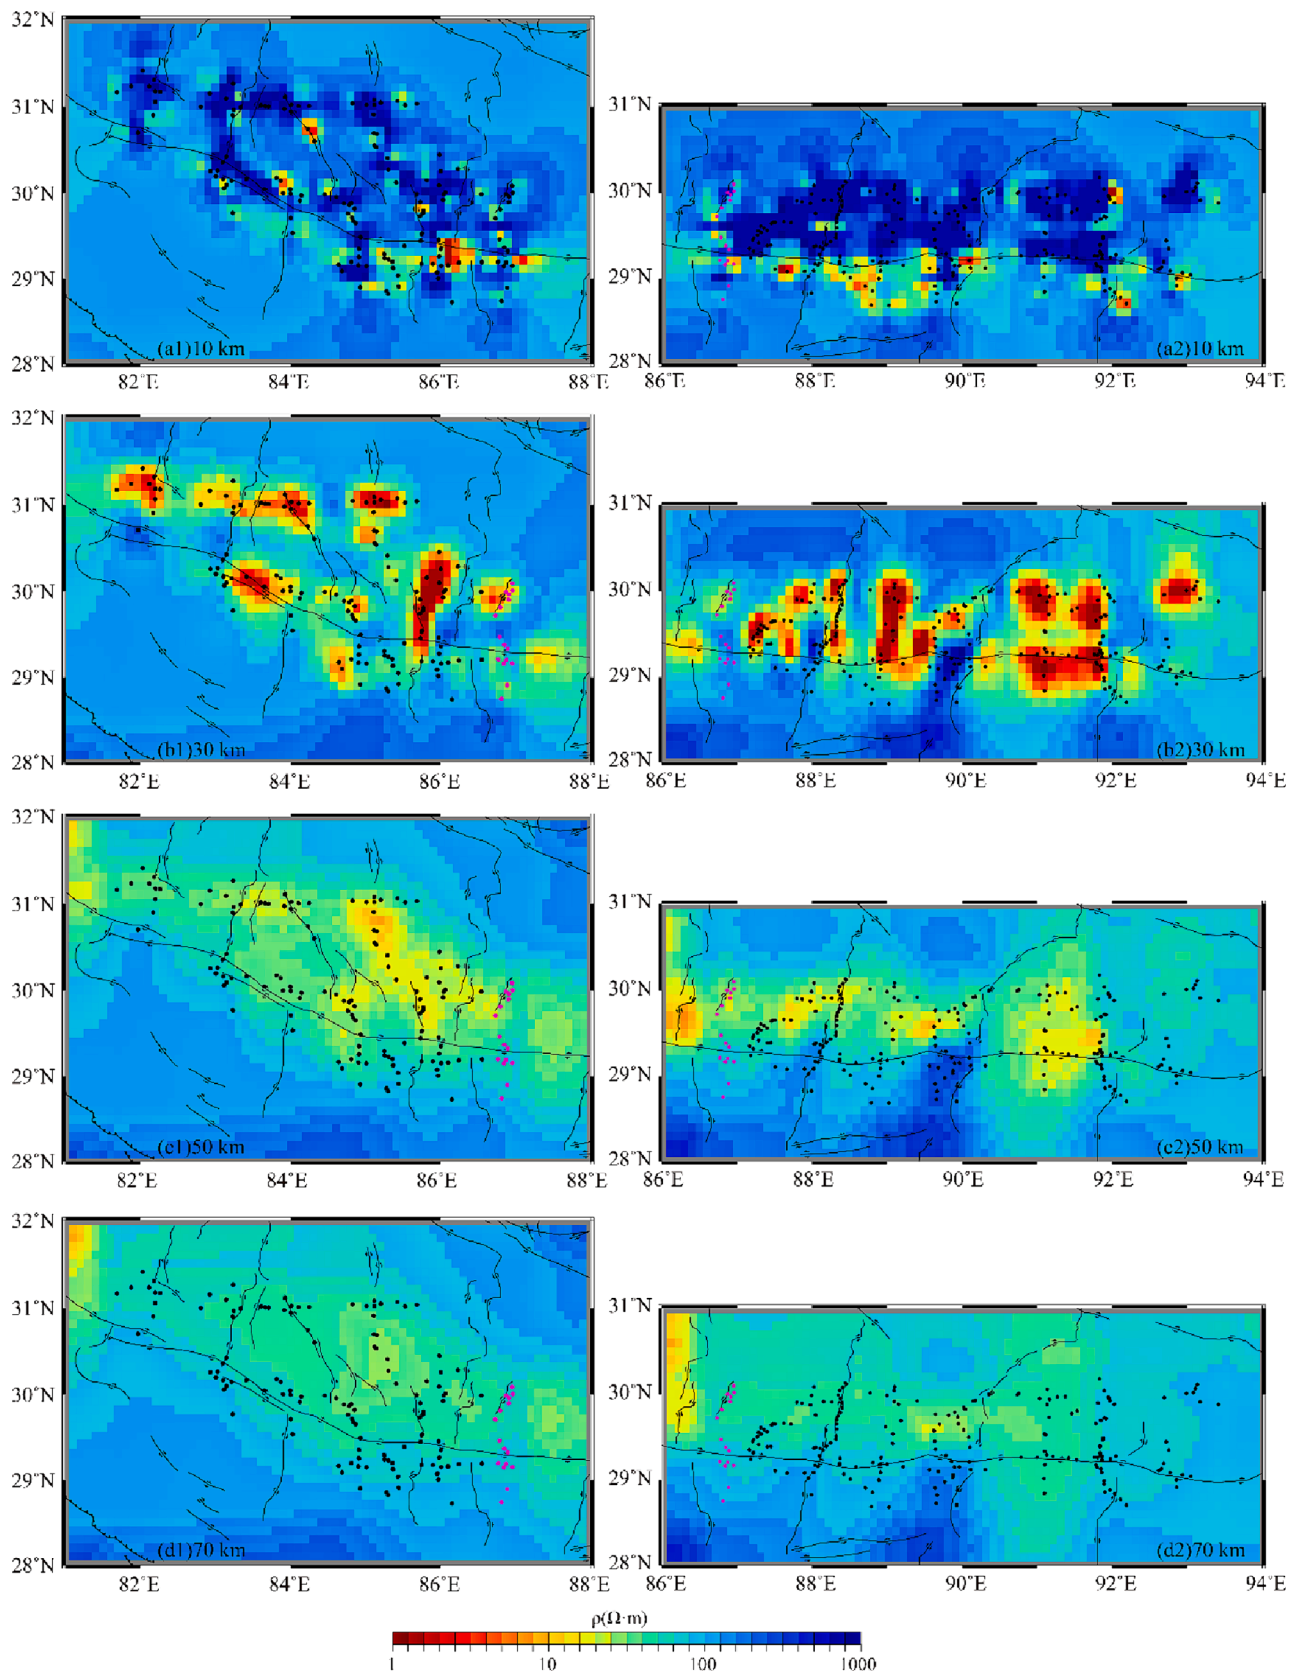 32°N
31°N
30°N
29°N
28°N
(a1)10 km
82°E 84°E 86°E 88°E
31°N
30°N
29°N
28°N
(a2)10 km
86°E 88°E 90°E 92°E 94°E
32°N
31°N
30°N
29°N
28°N
(b1)30 km
82°E 84°E 86°E 88°E
31°N
30°N
29°N
28°N
(b2)30 km
86°E 88°E 90°E 92°E 94°E
32°N
31°N
30°N
29°N
28°N
(c1)50 km
82°E 84°E 86°E 88°E
31°N
30°N
29°N
28°N
(c2)50 km
86°E 88°E 90°E 92°E 94°E
32°N
31°N
30°N
29°N
28°N
(d1)70 km
82°E 84°E 86°E 88°E
31°N
30°N
29°N
28°N
(d2)70 km
86°E 88°E 90°E 92°E 94°E
ρ(Ω·m)
1 10 100 1000